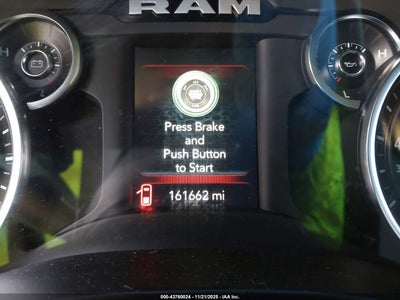 RAM
H
H
Press Brake
and
Push Button
to Start
L
L
161662 mi
000-43760024 • 11/21/2025 - IAA Inc.